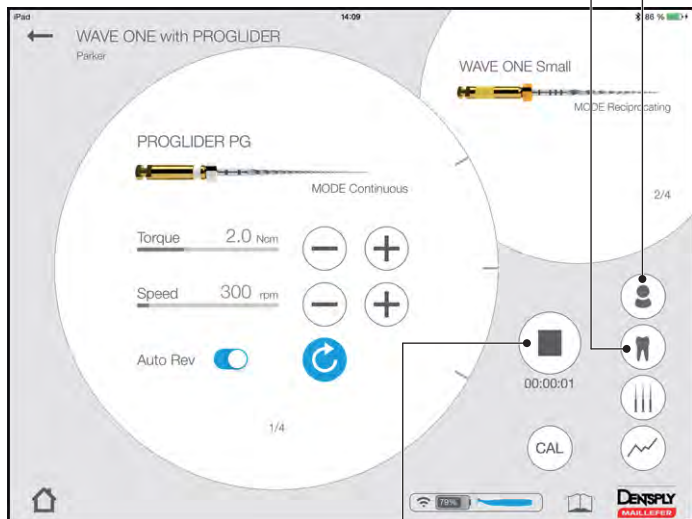 iPad 14:09 86 %
WAVE ONE with PROGLIDER
Parker
WAVE ONE Small
MODE Reciprocating
2/4
PROGLIDER PG
MODE Continuous
Torque 2.0 Ncm
Speed 300 rpm
Auto Rev
1/4
00:00:01
CAL
79%
DENTSPLY
MAILLEFER